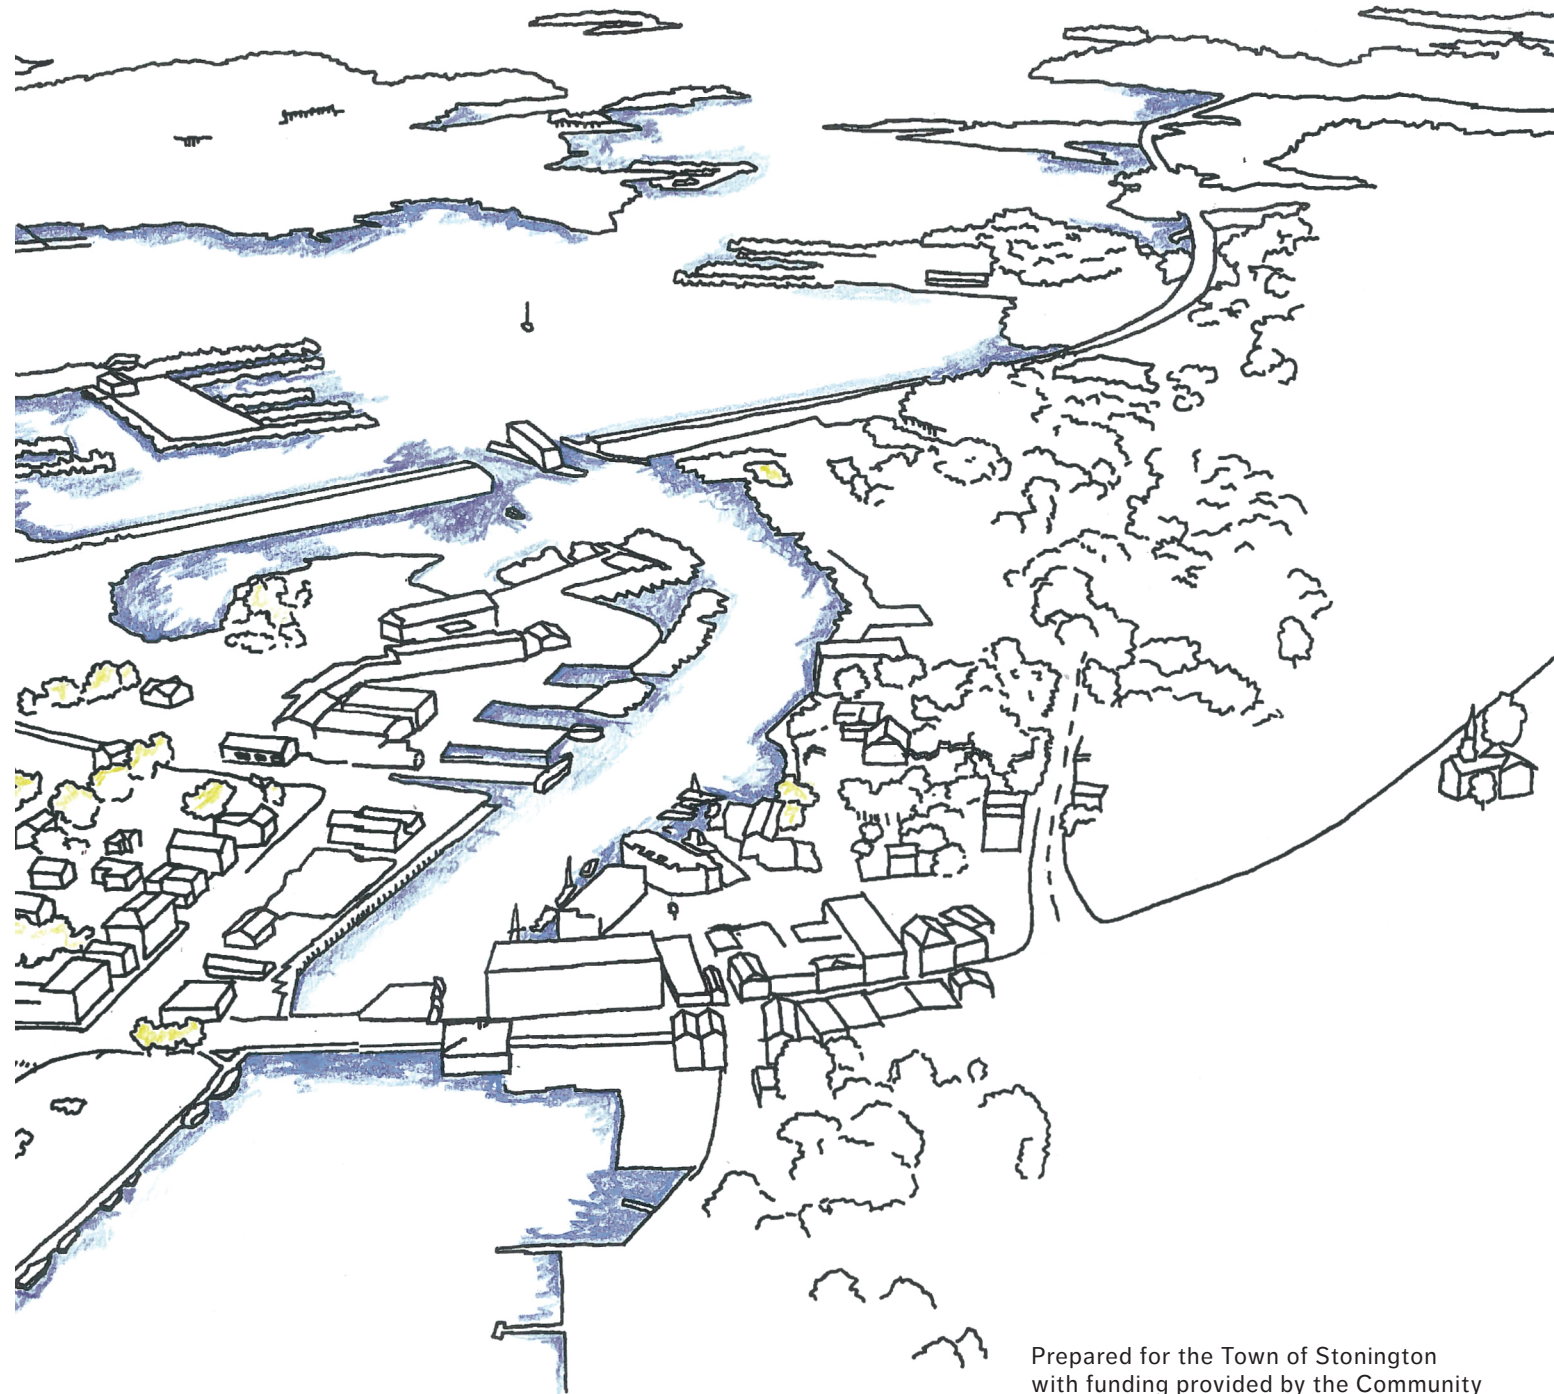 Prepared for the Town of Stonington
with funding provided by the Community